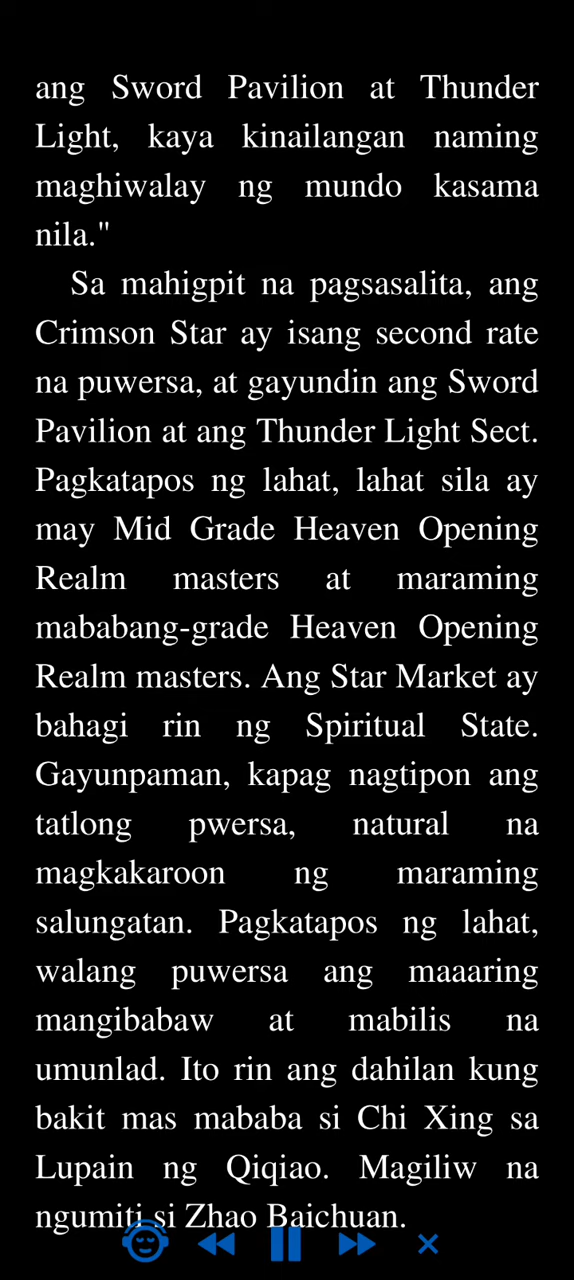 ang Sword Pavilion at Thunder
Light, kaya kinailangan naming
maghiwalay ng mundo kasama
nila."
Sa mahigpit na pagsasalita, ang
Crimson Star ay isang second rate
na puwersa, at gayundin ang Sword
Pavilion at ang Thunder Light Sect.
Pagkatapos ng lahat, lahat sila ay
may Mid Grade Heaven Opening
Realm masters at maraming
mababang-grade Heaven Opening
Realm masters. Ang Star Market ay
bahagi rin ng Spiritual State.
Gayunpaman, kapag nagtipon ang
tatlong pwersa, natural na
magkakaroon ng maraming
salungatan. Pagkatapos ng lahat,
walang puwersa ang maaaring
mangibabaw at mabilis na
umunlad. Ito rin ang dahilan kung
bakit mas mababa si Chi Xing sa
Lupain ng Qiqiao. Magiliw na
ngumiti si Zhao Baichuan.